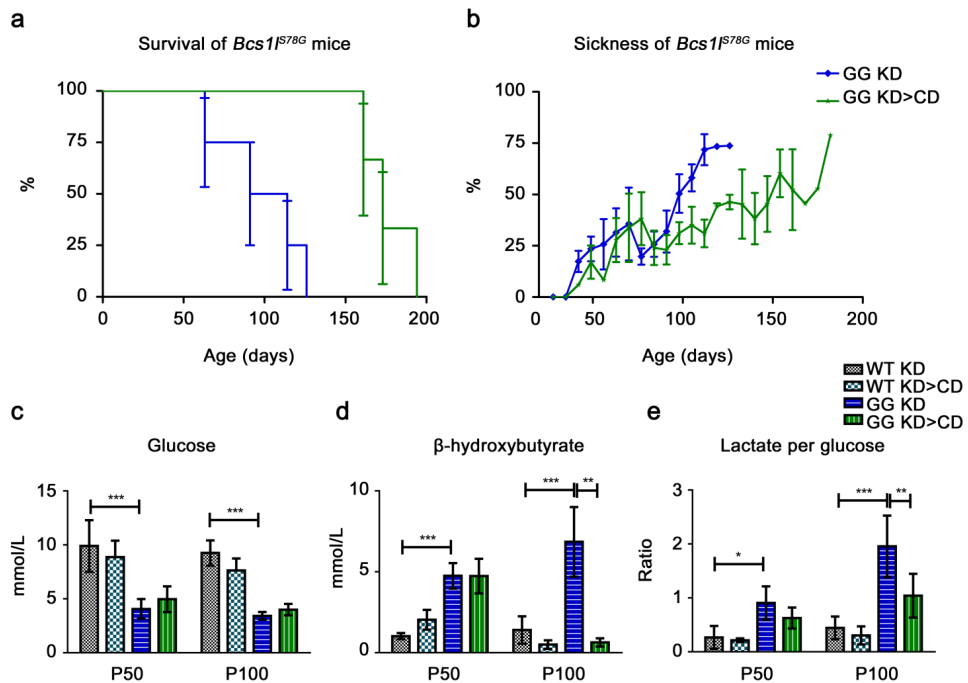 a
Survival of Bcs1l^S78G mice
100
75
50
25
0
%
0 50 100 150 200
Age (days)
b
Sickness of Bcs1l^S78G mice
GG KD
GG KD>CD
100
75
50
25
0
%
0 50 100 150 200
Age (days)
WT KD
WT KD>CD
GG KD
GG KD>CD
c
Glucose
15
10
5
0
mmol/L
***
***
P50 P100
d
β-hydroxybutyrate
10
5
0
mmol/L
***
***
**
P50 P100
e
Lactate per glucose
3
2
1
0
Ratio
*
***
**
P50 P100